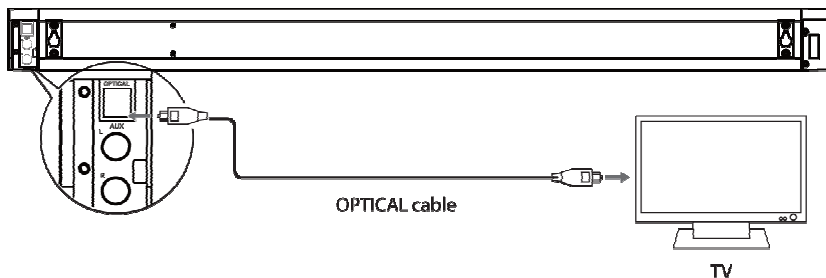 OPTICAL
AUX
L
R
OPTICAL cable
TV